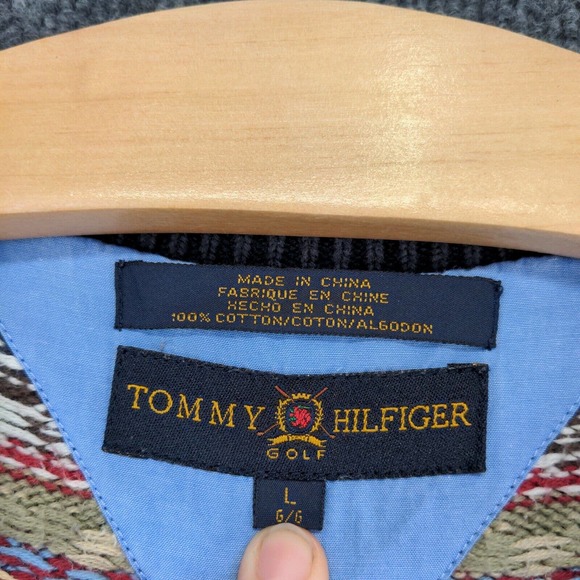 MADE IN CHINA
FABRIQUE EN CHINE
HECHO EN CHINA
100% COTTON/COTON/ALGODON
TOMMY HILFIGER
GOLF
L
G/G